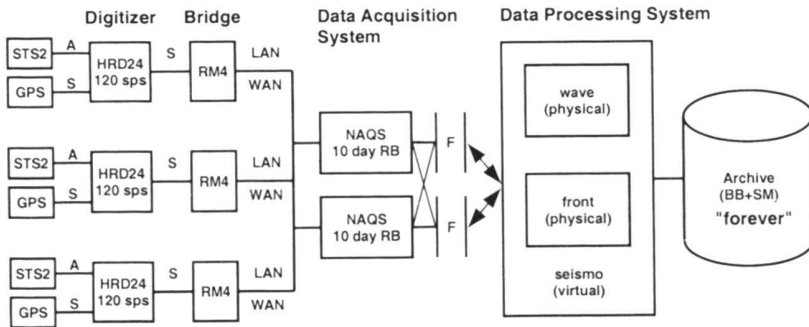 Digitizer
Bridge
Data Acquisition
System
Data Processing System
STS2
A
GPS
S
HRD24
120 sps
S
RM4
LAN
WAN
STS2
A
GPS
S
HRD24
120 sps
S
RM4
LAN
WAN
STS2
A
GPS
S
HRD24
120 sps
S
RM4
LAN
WAN
NAQS
10 day RB
NAQS
10 day RB
F
F
wave
(physical)
front
(physical)
seismo
(virtual)
Archive
(BB+SM)
"forever"